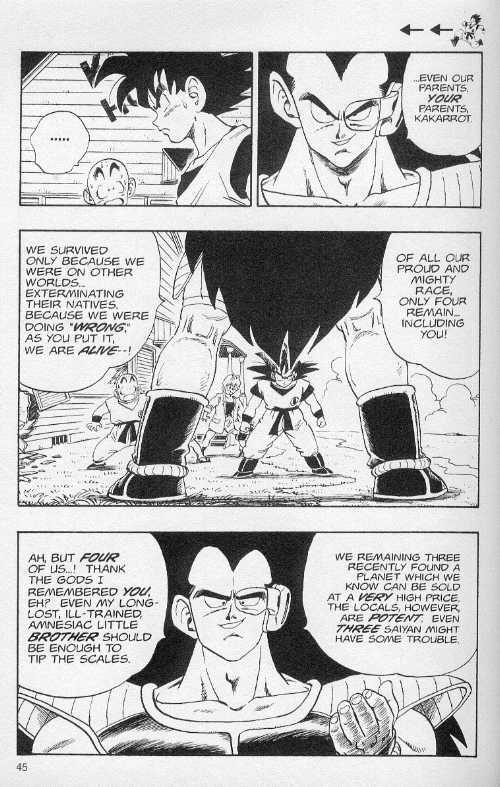 ...EVEN OUR
PARENTS.
YOUR
PARENTS,
KAKARROT.
.....
OF ALL OUR
PROUD AND
MIGHTY
RACE,
ONLY FOUR
REMAIN...
INCLUDING
YOU!
WE SURVIVED
ONLY BECAUSE WE
WERE ON OTHER
WORLDS...
EXTERMINATING
THEIR NATIVES.
BECAUSE WE WERE
DOING "WRONG,"
AS YOU PUT IT,
WE ARE ALIVE--!
WE REMAINING THREE
RECENTLY FOUND A
PLANET WHICH WE
KNOW CAN BE SOLD
AT A VERY HIGH PRICE.
THE LOCALS, HOWEVER,
ARE POTENT. EVEN
THREE SAIYAN MIGHT
HAVE SOME TROUBLE.
AH, BUT FOUR
OF US...! THANK
THE GODS I
REMEMBERED YOU,
EH? EVEN MY LONG-
LOST, ILL-TRAINED,
AMNESIAC LITTLE
BROTHER SHOULD
BE ENOUGH TO
TIP THE SCALES.
45